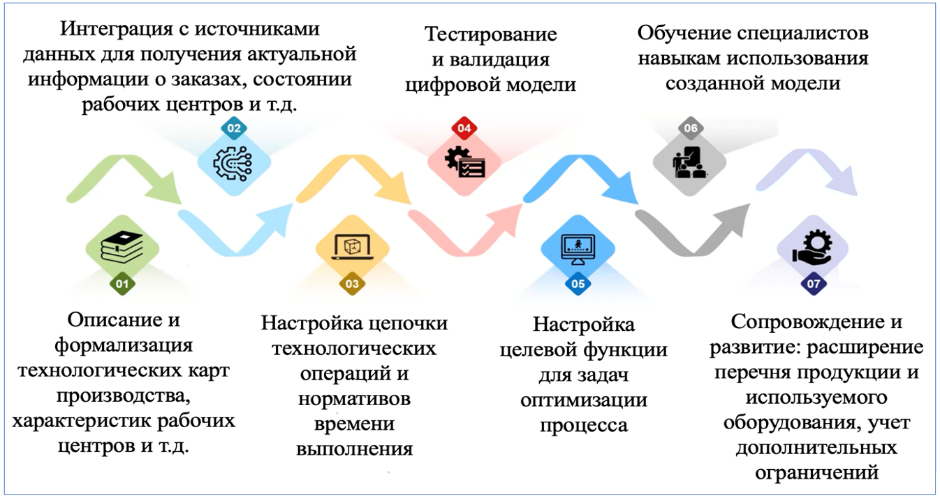 Интеграция с источниками
данных для получения актуальной
информации о заказах, состоянии
рабочих центров и т.д.
Тестирование
и валидация
цифровой модели
Обучение специалистов
навыкам использования
созданной модели
02
04
06
01
03
05
07
Описание и
формализация
технологических карт
производства,
характеристик рабочих
центров и т.д.
Настройка цепочки
технологических
операций и
нормативов
времени
выполнения
Настройка
целевой функции
для задач
оптимизации
процесса
Сопровождение и
развитие: расширение
перечня продукции и
используемого
оборудования, учет
дополнительных
ограничений